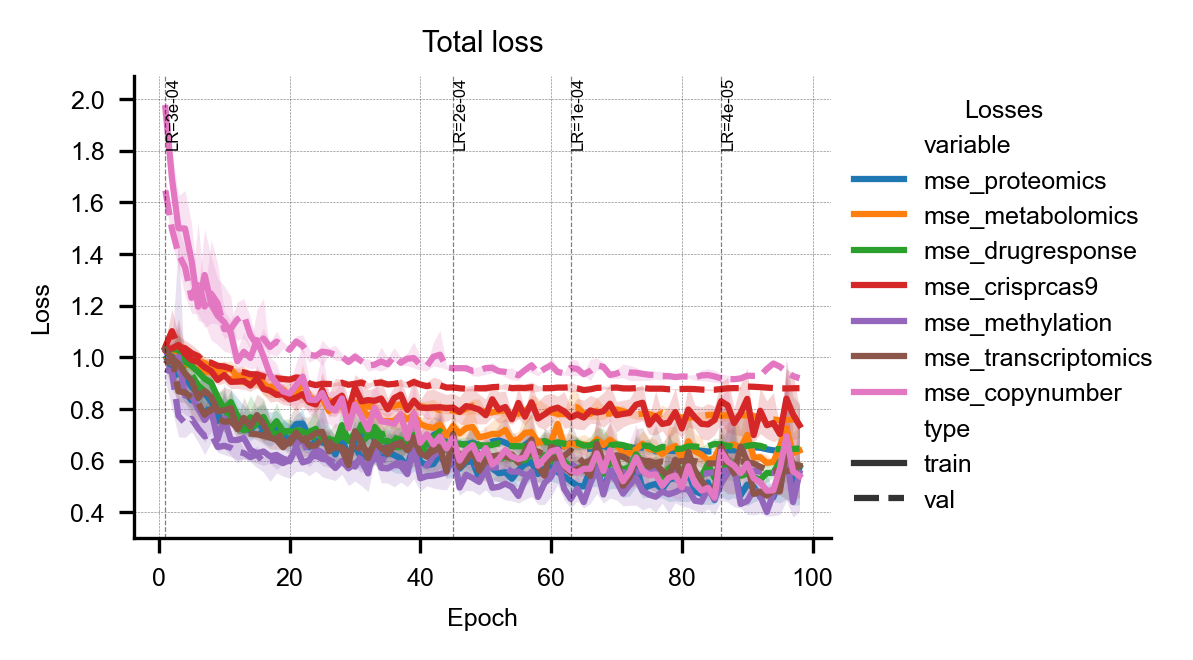 Total loss
Loss
2.0
1.8
1.6
1.4
1.2
1.0
0.8
0.6
0.4
LR=3e-04
LR=2e-04
LR=1e-04
LR=4e-05
0
20
40
60
80
100
Epoch
Losses
variable
mse_proteomics
mse_metabolomics
mse_drugresponse
mse_crisprcas9
mse_methylation
mse_transcriptomics
mse_copynumber
type
train
val